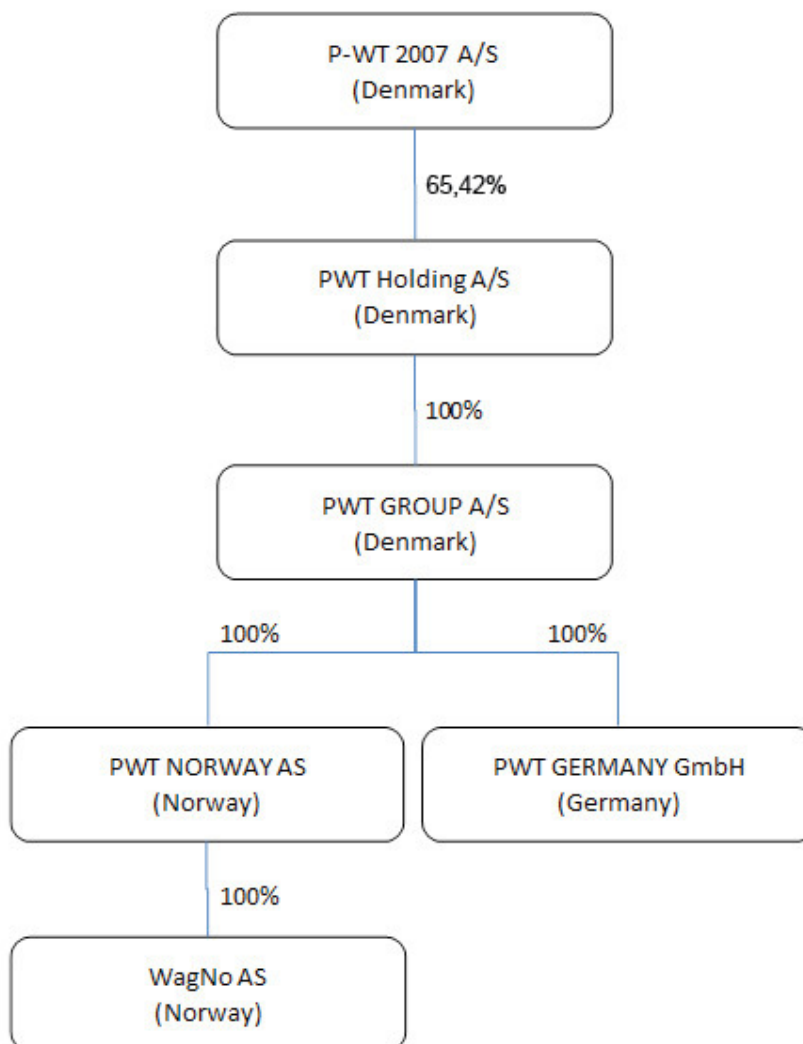 P-WT 2007 A/S
(Denmark)
65,42%
PWT Holding A/S
(Denmark)
100%
PWT GROUP A/S
(Denmark)
100%
100%
PWT NORWAY AS
(Norway)
PWT GERMANY GmbH
(Germany)
100%
WagNo AS
(Norway)